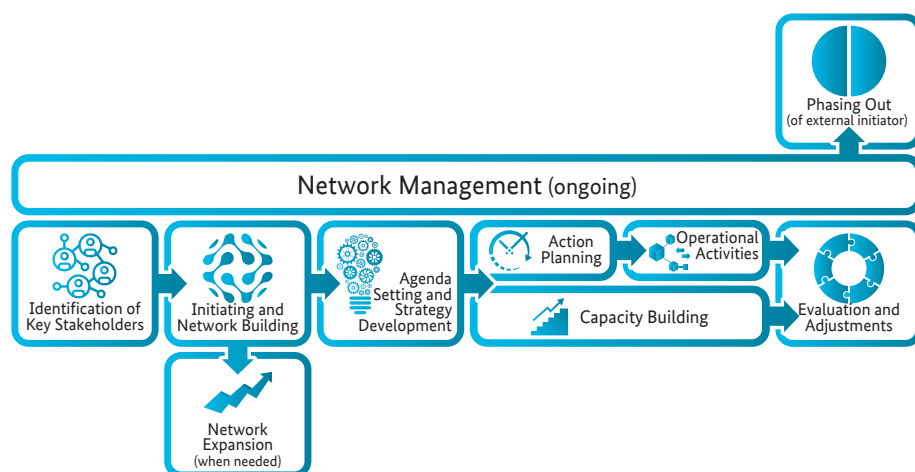 Phasing Out
(of external initiator)
Network Management (ongoing)
Identification of
Key Stakeholders
Initiating and
Network Building
Agenda
Setting and
Strategy
Development
Action
Planning
Operational
Activities
Capacity Building
Evaluation and
Adjustments
Network
Expansion
(when needed)